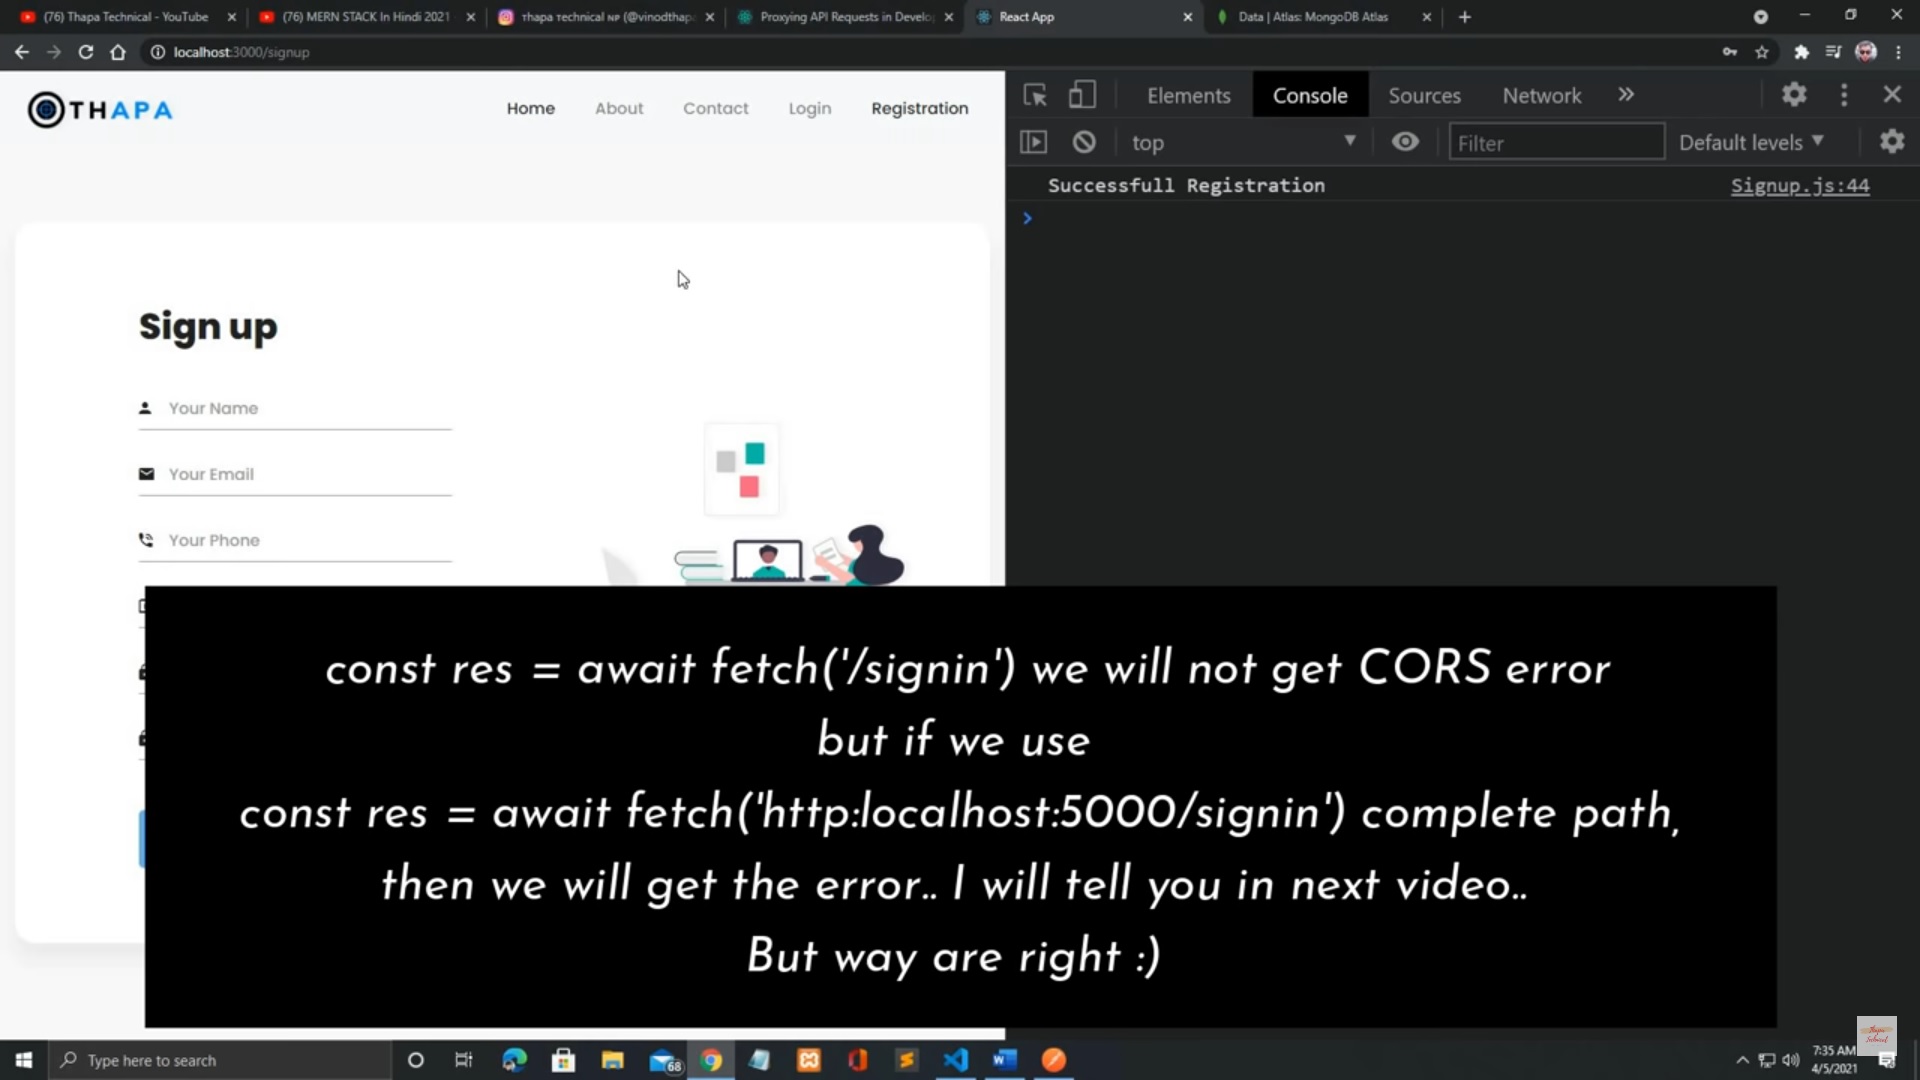 (76) Thapa Technical - YouTube
(76) MERN STACK In Hindi 2021
тhapa тechnical ɴᴘ (@vinodthapa
Proxying API Requests in Develo
React App
Data | Atlas: MongoDB Atlas
localhost:3000/signup
THAPA
Home
About
Contact
Login
Registration
Elements
Console
Sources
Network
top
Filter
Default levels
Successfull Registration
Signup.js:44
Sign up
Your Name
Your Email
Your Phone
const res = await fetch('/signin') we will not get CORS error
but if we use
const res = await fetch('http:localhost:5000/signin') complete path,
then we will get the error.. I will tell you in next video..
But way are right :)
Type here to search
68
7:35 AM
4/5/2021